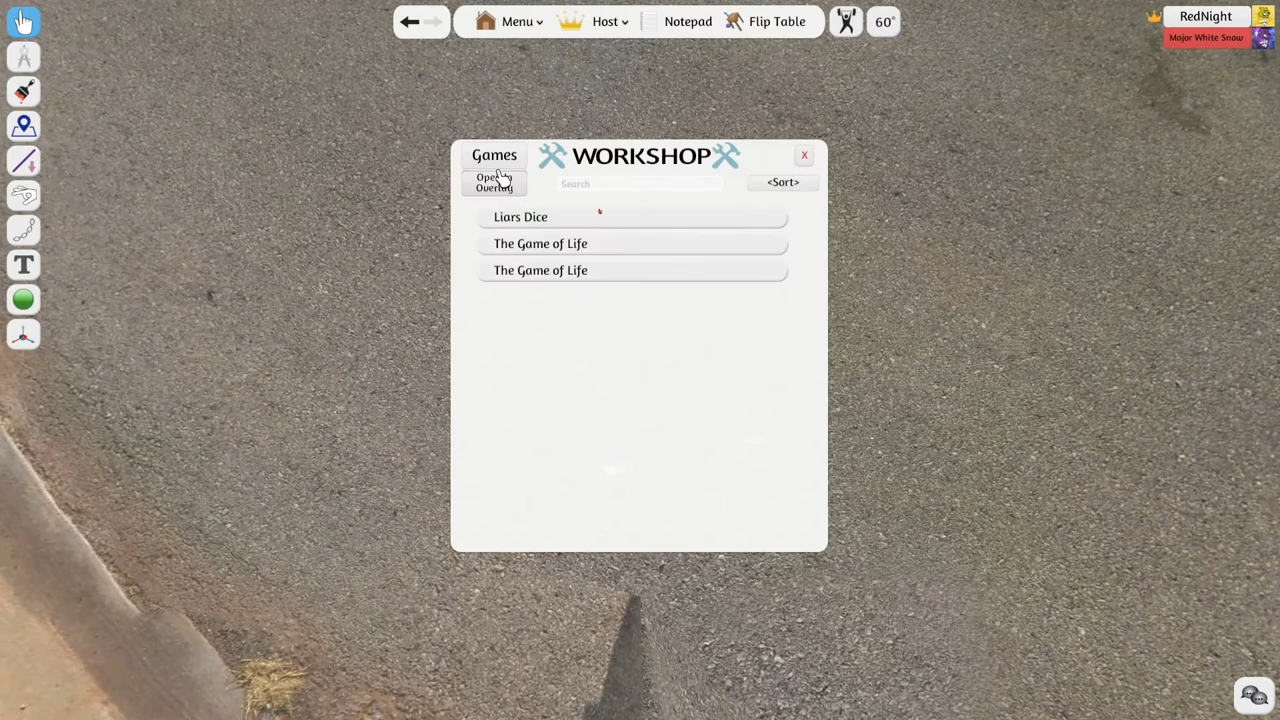 Menu
Host
Notepad
Flip Table
60°
RedNight
Major White Snow
Games
WORKSHOP
X
Overlay
Search
<Sort>
Liars Dice
The Game of Life
The Game of Life
T